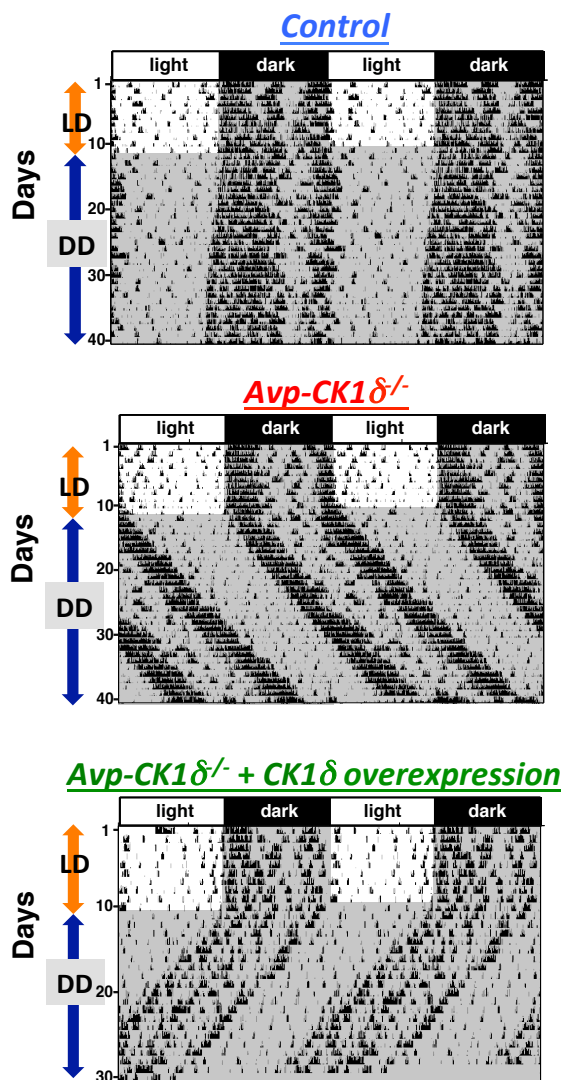 Control
light dark light dark
1
LD
10
Days
20
DD
30
40
Avp-CK1δ-/-
light dark light dark
1
LD
10
Days
20
DD
30
40
Avp-CK1δ-/- + CK1δ overexpression
light dark light dark
1
LD
10
Days
20
DD
30